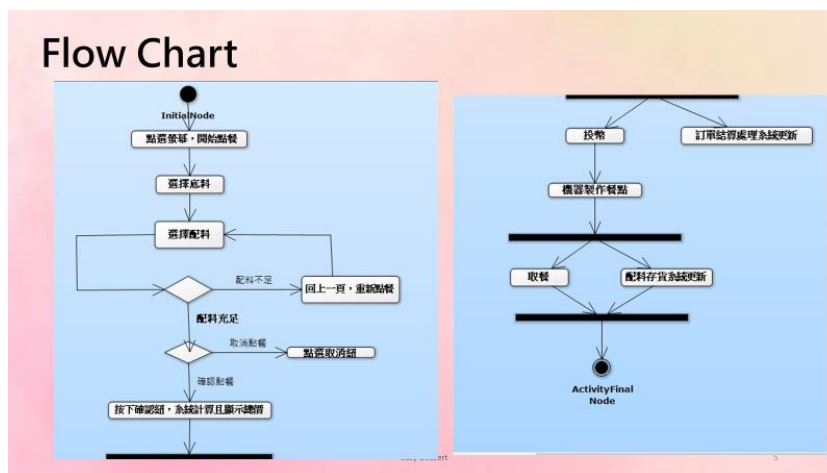 Flow Chart
InitialNode
點選螢幕，開始點餐
選擇底料
選擇配料
配料不足
回上一頁，重新點餐
配料充足
取消點餐
點選取消鈕
確認點餐
按下確認鈕，系統計算且顯示總價
投幣
訂單結算處理系統更新
機器製作餐點
取餐
配料存貨系統更新
ActivityFinal
Node
5